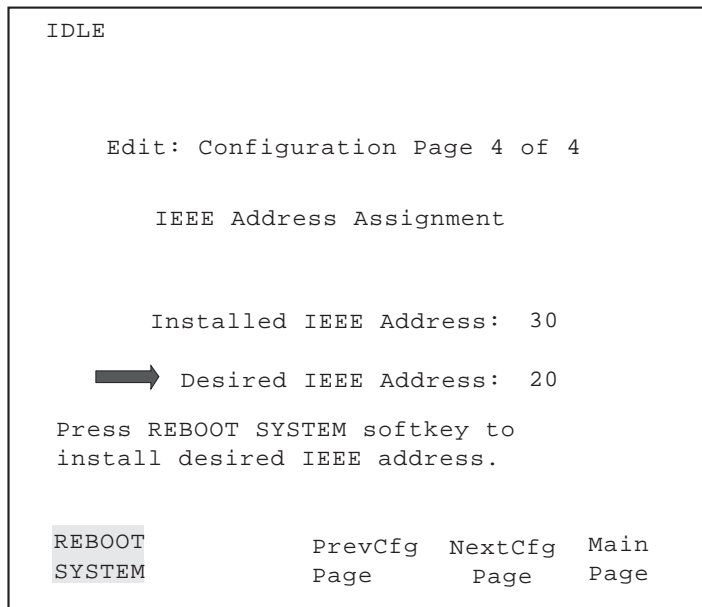 IDLE
Edit: Configuration Page 4 of 4
IEEE Address Assignment
Installed IEEE Address: 30
Desired IEEE Address: 20
Press REBOOT SYSTEM softkey to
install desired IEEE address.
REBOOT PrevCfg NextCfg Main
SYSTEM Page Page Page